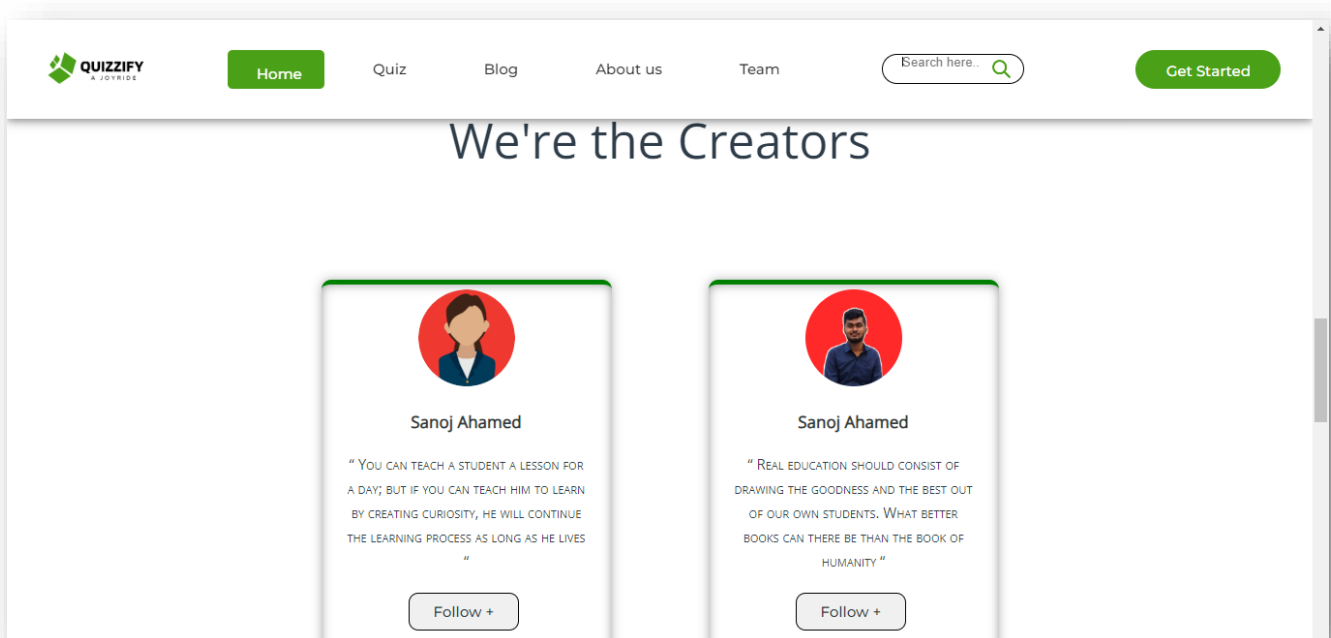 QUIZZIFY
A JOYRIDE
Home Quiz Blog About us Team Search here.. Get Started
We're the Creators
Sanoj Ahamed
“ You can teach a student a lesson for
a day; but if you can teach him to learn
by creating curiosity, he will continue
the learning process as long as he lives
“
Follow +
Sanoj Ahamed
“ Real education should consist of
drawing the goodness and the best out
of our own students. What better
books can there be than the book of
humanity “
Follow +